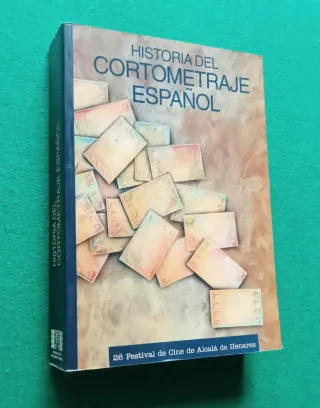 HISTORIA DEL
CORTOMETRAJE
ESPAÑOL
26 Festival de Cine de Alcalá de Henares
HISTORIA DEL
CORTOMETRAJE ESPAÑOL